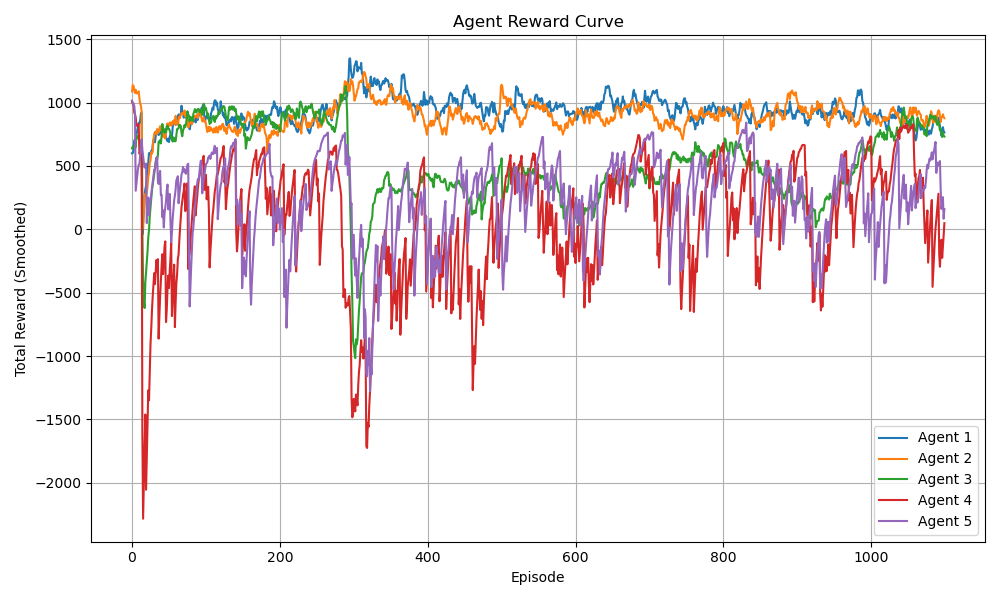 Agent Reward Curve
Total Reward (Smoothed)
1500
1000
500
0
−500
−1000
−1500
−2000
0
200
400
600
800
1000
Episode
Agent 1
Agent 2
Agent 3
Agent 4
Agent 5